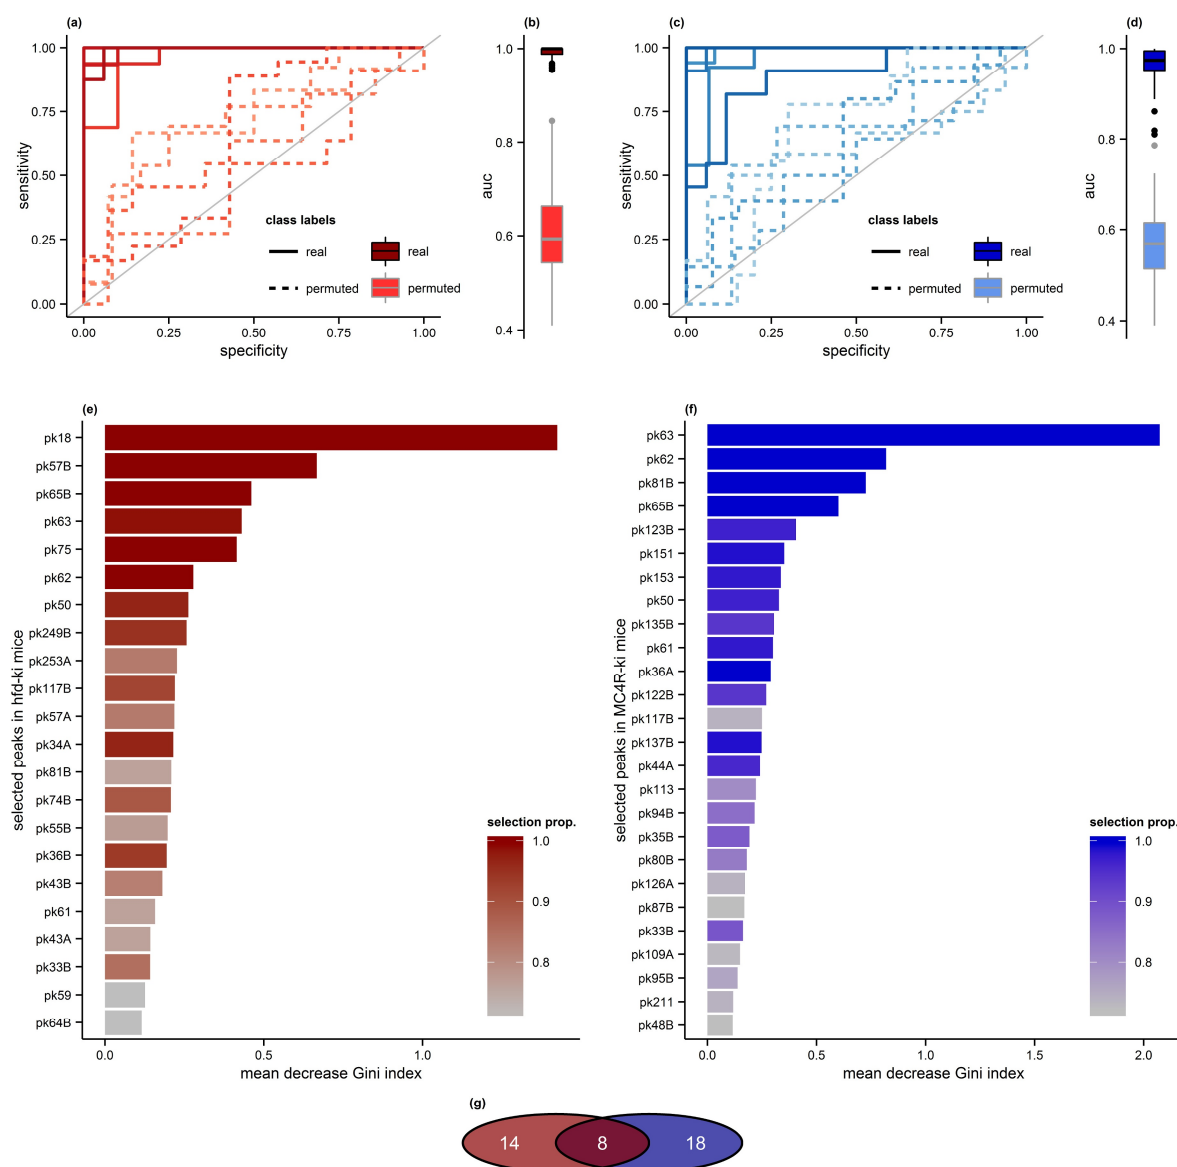 (a)
1.00
0.75
0.50
0.25
0.00
sensitivity
0.00 0.25 0.50 0.75 1.00
specificity
class labels
real real
permuted permuted
(b)
1.0
0.8
0.6
0.4
auc
(c)
1.00
0.75
0.50
0.25
0.00
sensitivity
0.00 0.25 0.50 0.75 1.00
specificity
class labels
real real
permuted permuted
(d)
1.0
0.8
0.6
0.4
auc
(e)
selected peaks in hfd-ki mice
pk18
pk57B
pk65B
pk63
pk75
pk62
pk50
pk249B
pk253A
pk117B
pk57A
pk34A
pk81B
pk74B
pk55B
pk36B
pk43B
pk61
pk43A
pk33B
pk59
pk64B
0.0 0.5 1.0
mean decrease Gini index
selection prop.
1.0
0.9
0.8
(f)
selected peaks in MC4R-ki mice
pk63
pk62
pk81B
pk65B
pk123B
pk151
pk153
pk50
pk135B
pk61
pk36A
pk122B
pk117B
pk137B
pk44A
pk113
pk94B
pk35B
pk80B
pk126A
pk87B
pk33B
pk109A
pk95B
pk211
pk48B
0.0 0.5 1.0 1.5 2.0
mean decrease Gini index
selection prop.
1.0
0.9
0.8
(g)
14 8 18